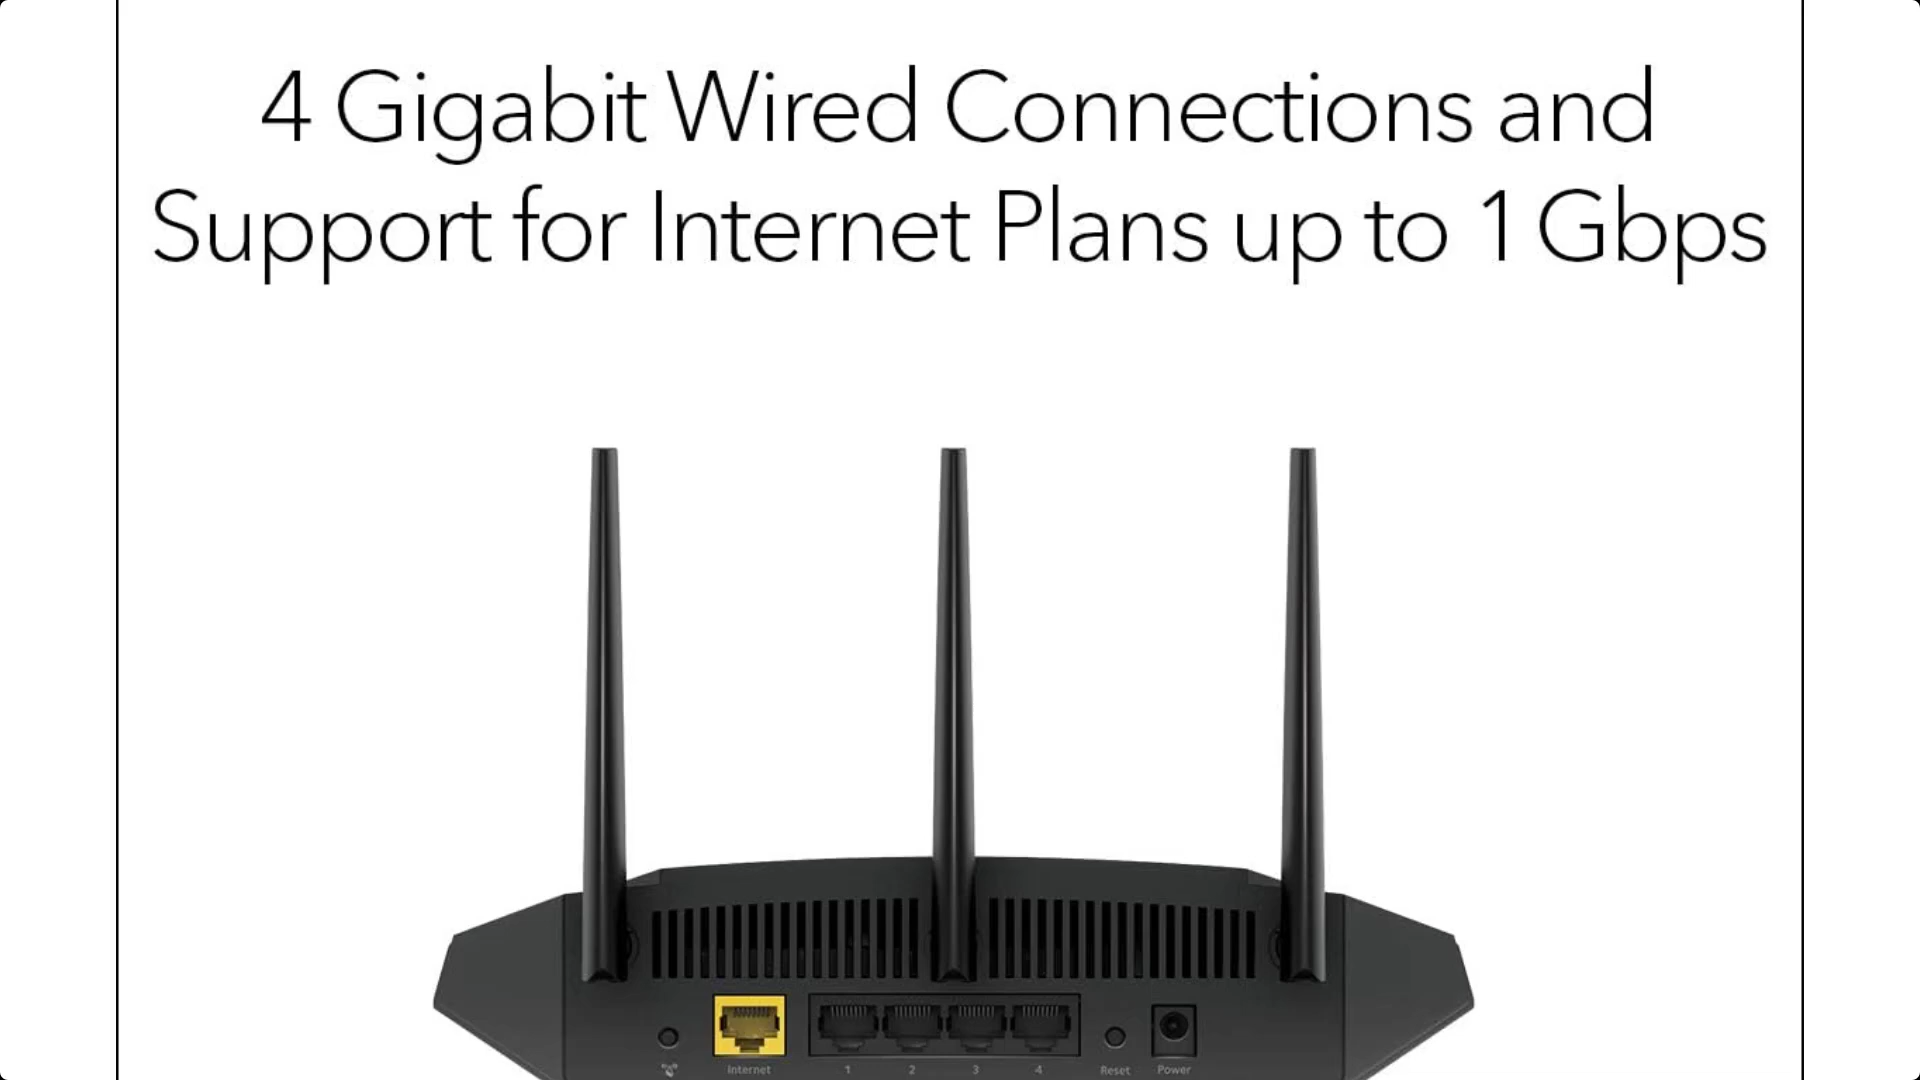 4 Gigabit Wired Connections and
Support for Internet Plans up to 1 Gbps
Internet 1 2 3 4 Reset Power